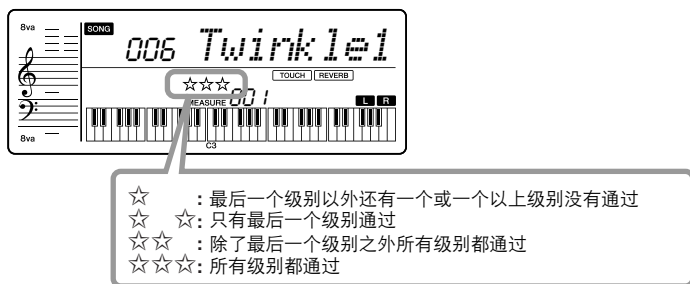 8va
SONG
006 Twinkle1
TOUCH REVERB
☆☆☆
MEASURE 001
L R
8va
C3
☆ : 最后一个级别以外还有一个或一个以上级别没有通过
☆ ☆: 只有最后一个级别通过
☆☆ : 除了最后一个级别之外所有级别都通过
☆☆☆: 所有级别都通过